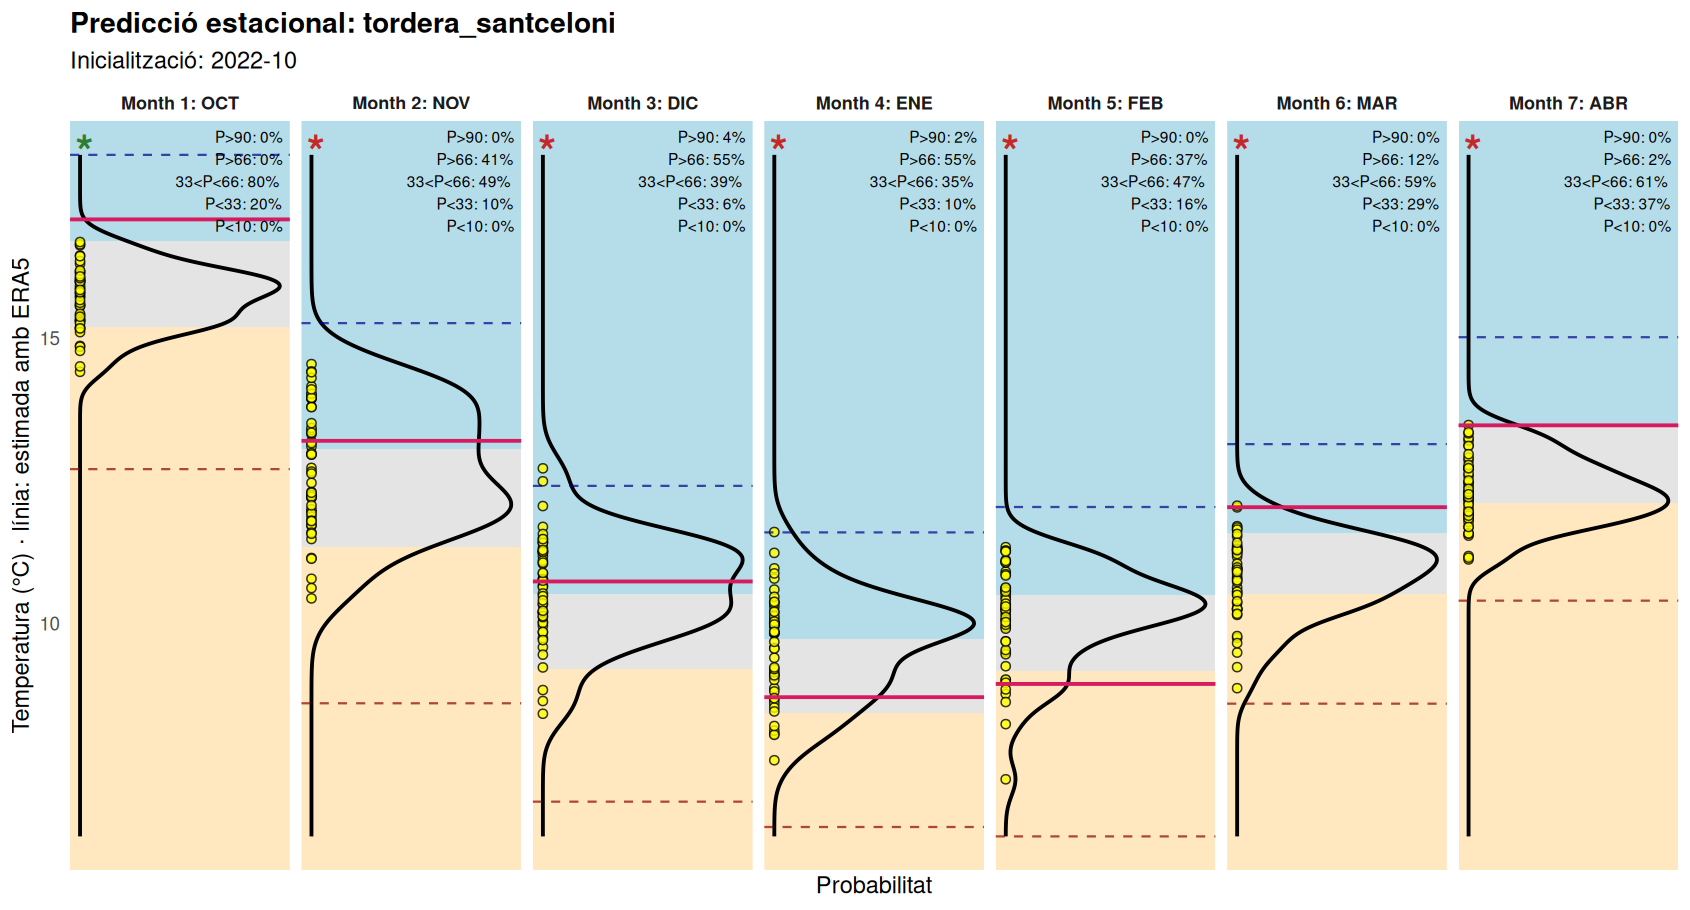 Predicció estacional: tordera_santceloni
Inicialització: 2022-10
Month 1: OCT
Month 2: NOV
Month 3: DIC
Month 4: ENE
Month 5: FEB
Month 6: MAR
Month 7: ABR
*
P>90: 0%
P>66: 0%
33<P<66: 80%
P<33: 20%
P<10: 0%
*
P>90: 0%
P>66: 41%
33<P<66: 49%
P<33: 10%
P<10: 0%
*
P>90: 4%
P>66: 55%
33<P<66: 39%
P<33: 6%
P<10: 0%
*
P>90: 2%
P>66: 55%
33<P<66: 35%
P<33: 10%
P<10: 0%
*
P>90: 0%
P>66: 37%
33<P<66: 47%
P<33: 16%
P<10: 0%
*
P>90: 0%
P>66: 12%
33<P<66: 59%
P<33: 29%
P<10: 0%
*
P>90: 0%
P>66: 2%
33<P<66: 61%
P<33: 37%
P<10: 0%
Temperatura (°C) · línia: estimada amb ERA5
15
10
Probabilitat